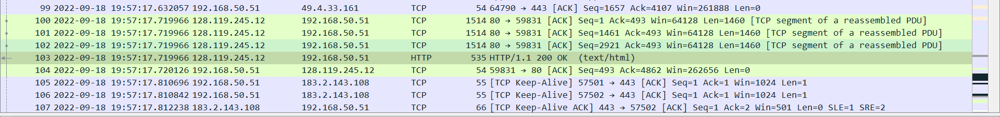 99 2022-09-18 19:57:17.632057 192.168.50.51 49.4.33.161 TCP 54 64790 → 443 [ACK] Seq=1657 Ack=4107 Win=261888 Len=0
100 2022-09-18 19:57:17.719966 128.119.245.12 192.168.50.51 TCP 1514 80 → 59831 [ACK] Seq=1 Ack=493 Win=64128 Len=1460 [TCP segment of a reassembled PDU]
101 2022-09-18 19:57:17.719966 128.119.245.12 192.168.50.51 TCP 1514 80 → 59831 [ACK] Seq=1461 Ack=493 Win=64128 Len=1460 [TCP segment of a reassembled PDU]
102 2022-09-18 19:57:17.719966 128.119.245.12 192.168.50.51 TCP 1514 80 → 59831 [ACK] Seq=2921 Ack=493 Win=64128 Len=1460 [TCP segment of a reassembled PDU]
103 2022-09-18 19:57:17.719966 128.119.245.12 192.168.50.51 HTTP 535 HTTP/1.1 200 OK (text/html)
104 2022-09-18 19:57:17.720126 192.168.50.51 128.119.245.12 TCP 54 59831 → 80 [ACK] Seq=493 Ack=4862 Win=262656 Len=0
105 2022-09-18 19:57:17.810696 192.168.50.51 183.2.143.108 TCP 55 [TCP Keep-Alive] 57501 → 443 [ACK] Seq=1 Ack=1 Win=1024 Len=1
106 2022-09-18 19:57:17.810842 192.168.50.51 183.2.143.108 TCP 55 [TCP Keep-Alive] 57502 → 443 [ACK] Seq=1 Ack=1 Win=1024 Len=1
107 2022-09-18 19:57:17.812238 183.2.143.108 192.168.50.51 TCP 66 [TCP Keep-Alive ACK] 443 → 57502 [ACK] Seq=1 Ack=2 Win=501 Len=0 SLE=1 SRE=2